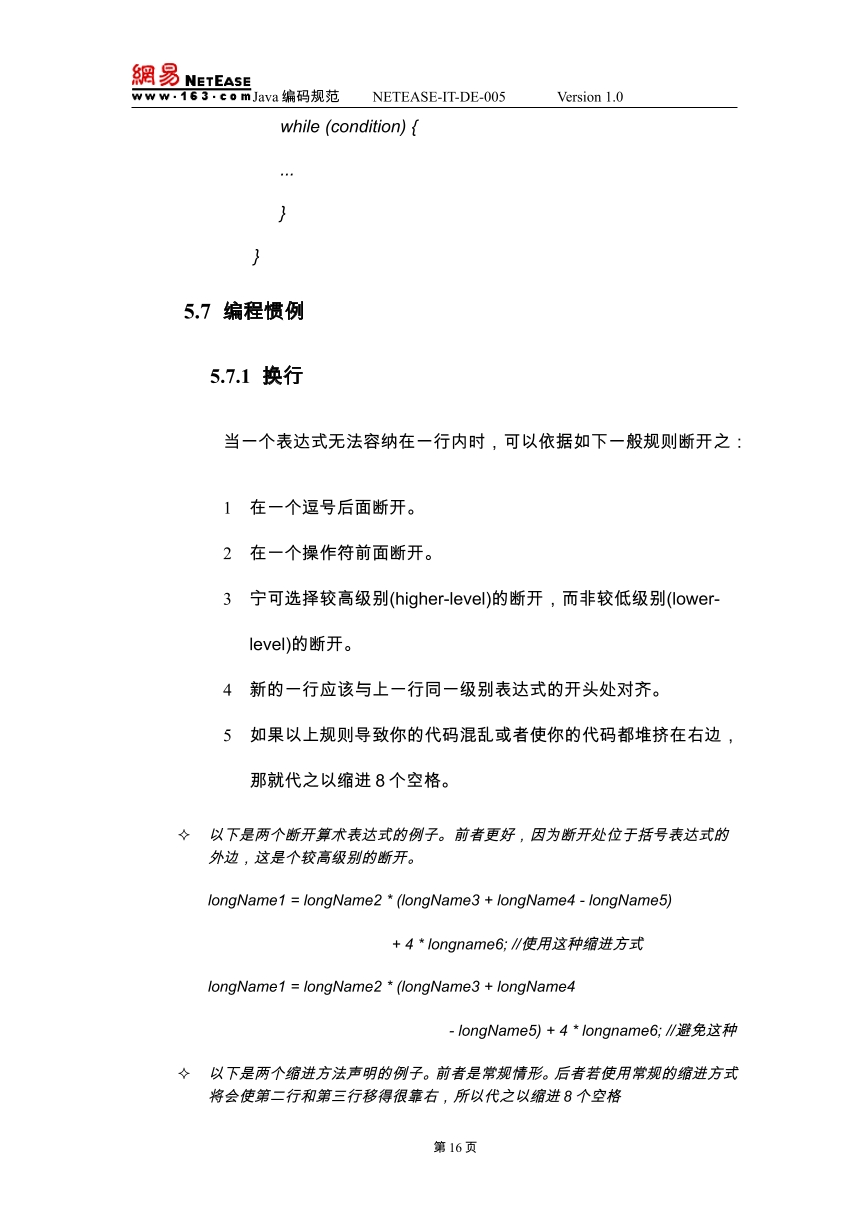 網易 NETEASE
www.163.com Java 编码规范 NETEASE-IT-DE-005 Version 1.0
while (condition) {
...
}
}
5.7 编程惯例
5.7.1 换行
当一个表达式无法容纳在一行内时，可以依据如下一般规则断开之：
1 在一个逗号后面断开。
2 在一个操作符前面断开。
3 宁可选择较高级别(higher-level)的断开，而非较低级别(lower-
level)的断开。
4 新的一行应该与上一行同一级别表达式的开头处对齐。
5 如果以上规则导致你的代码混乱或者使你的代码都堆挤在右边，
那就代之以缩进 8 个空格。
✧ 以下是两个断开算术表达式的例子。前者更好，因为断开处位于括号表达式的
外边，这是个较高级别的断开。
longName1 = longName2 * (longName3 + longName4 - longName5)
+ 4 * longname6; //使用这种缩进方式
longName1 = longName2 * (longName3 + longName4
- longName5) + 4 * longname6; //避免这种
✧ 以下是两个缩进方法声明的例子。前者是常规情形。后者若使用常规的缩进方式
将会使第二行和第三行移得很靠右，所以代之以缩进 8 个空格
第 16 页